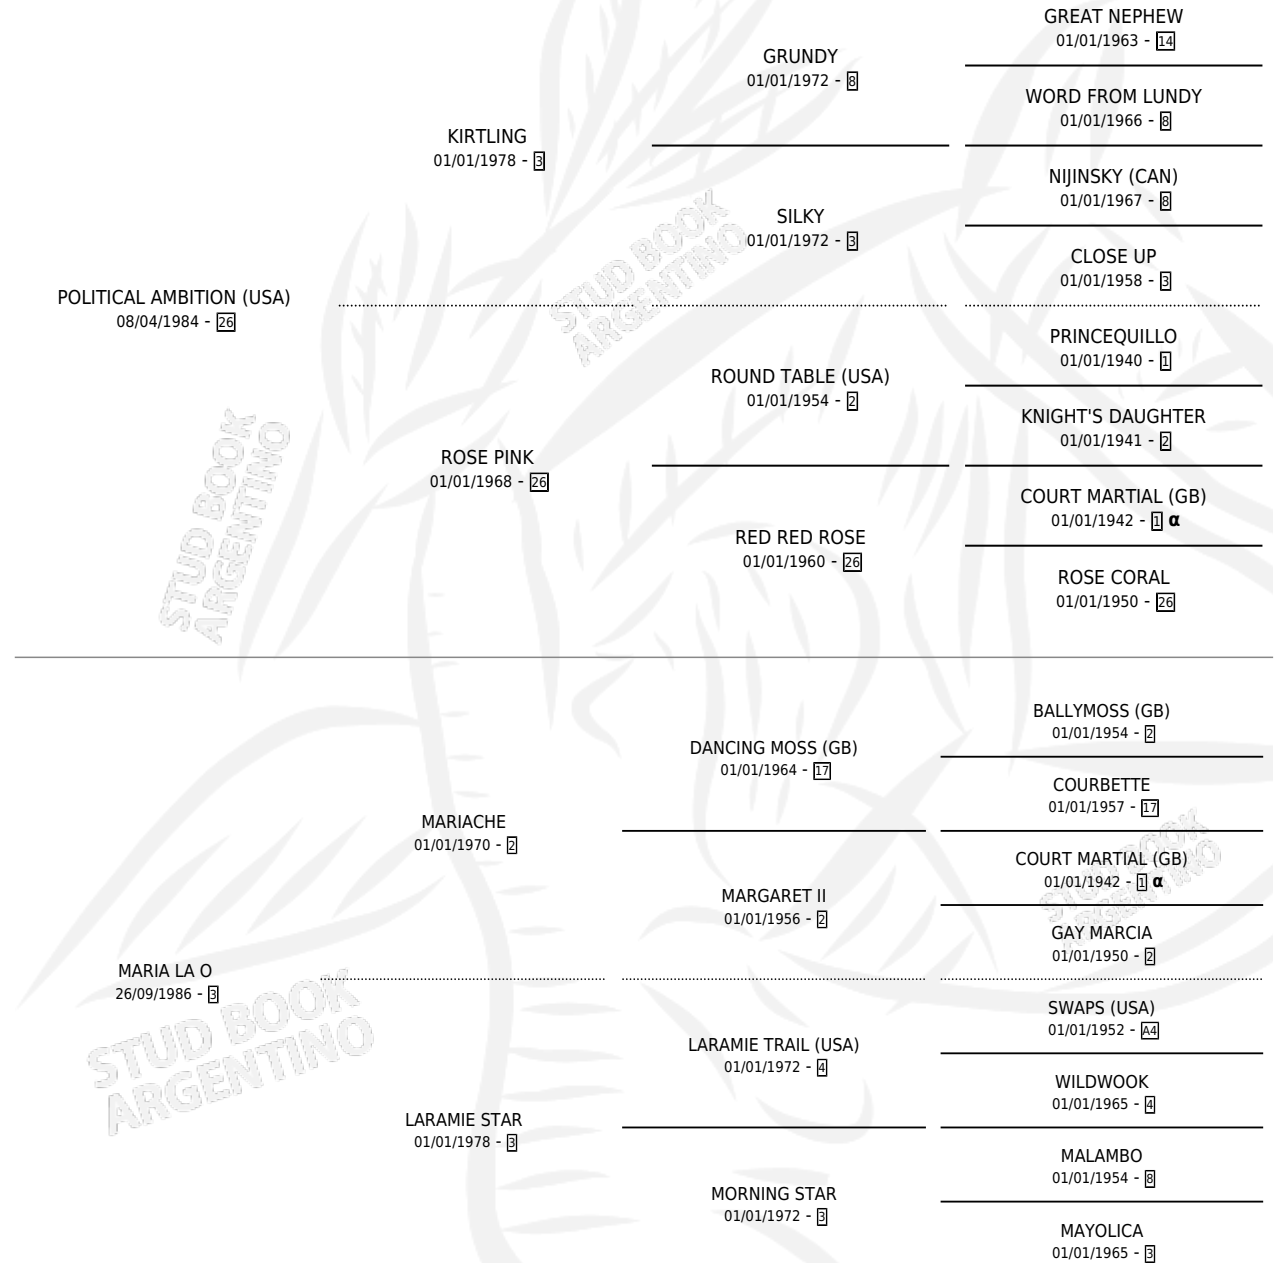 GREAT NEPHEW
01/01/1963 - 14
GRUNDY
01/01/1972 - 8
WORD FROM LUNDY
01/01/1966 - 8
KIRTLING
01/01/1978 - 3
NIJINSKY (CAN)
01/01/1967 - 8
SILKY
01/01/1972 - 3
CLOSE UP
01/01/1958 - 3
POLITICAL AMBITION (USA)
08/04/1984 - 26
PRINCEQUILLO
01/01/1940 - 1
ROUND TABLE (USA)
01/01/1954 - 2
KNIGHT'S DAUGHTER
01/01/1941 - 2
ROSE PINK
01/01/1968 - 26
COURT MARTIAL (GB)
01/01/1942 - 1 α
RED RED ROSE
01/01/1960 - 26
ROSE CORAL
01/01/1950 - 26
BALLYMOSS (GB)
01/01/1954 - 2
DANCING MOSS (GB)
01/01/1964 - 17
COURBETTE
01/01/1957 - 17
MARIACHE
01/01/1970 - 2
COURT MARTIAL (GB)
01/01/1942 - 1 α
MARGARET II
01/01/1956 - 2
GAY MARCIA
01/01/1950 - 2
MARIA LA O
26/09/1986 - 3
SWAPS (USA)
01/01/1952 - A4
LARAMIE TRAIL (USA)
01/01/1972 - 4
WILDWOOK
01/01/1965 - 4
LARAMIE STAR
01/01/1978 - 3
MALAMBO
01/01/1954 - 8
MORNING STAR
01/01/1972 - 3
MAYOLICA
01/01/1965 - 3
STUD BOOK
ARGENTINO
STUD BOOK
ARGENTINO
STUD BOOK
ARGENTINO
STUD BOOK
ARGENTINO